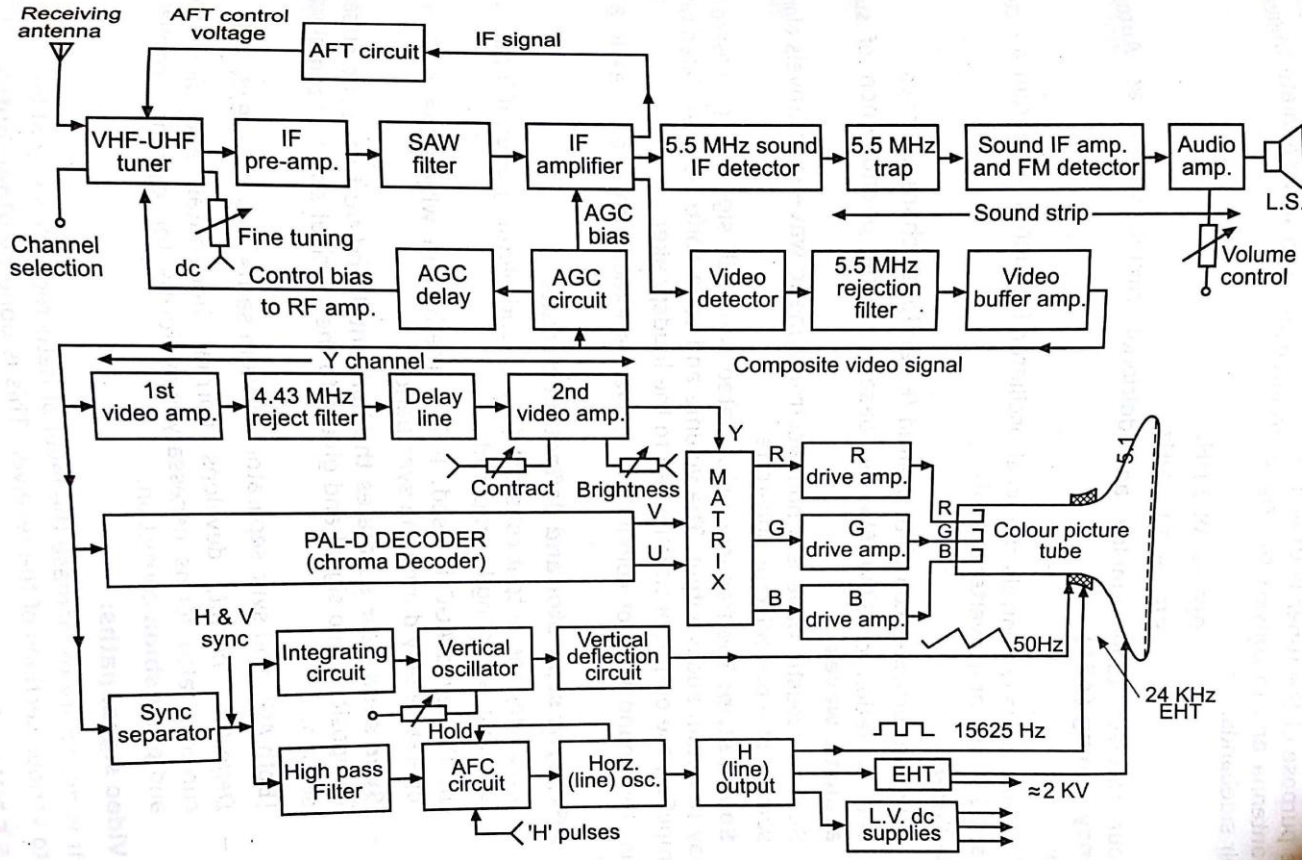 Receiving
antenna
AFT control
voltage
AFT circuit
IF signal
VHF-UHF
tuner
IF
pre-amp.
SAW
filter
IF
amplifier
5.5 MHz sound
IF detector
5.5 MHz
trap
Sound IF amp.
and FM detector
Audio
amp.
L.S.
Sound strip
Channel
selection
dc
Fine tuning
Control bias
to RF amp.
AGC
delay
AGC
circuit
AGC
bias
Video
detector
5.5 MHz
rejection
filter
Video
buffer amp.
Volume
control
Y channel
Composite video signal
1st
video amp.
4.43 MHz
reject filter
Delay
line
2nd
video amp.
Contract
Brightness
Y
PAL-D DECODER
(chroma Decoder)
V
U
MATRIX
R
G
B
R
drive amp.
G
drive amp.
B
drive amp.
R
G
B
Colour picture
tube
5.1
H & V
sync
Sync
separator
Integrating
circuit
Vertical
oscillator
Vertical
deflection
circuit
50Hz
Hold
High pass
Filter
AFC
circuit
Horz.
(line) osc.
H
(line)
output
'H' pulses
15625 Hz
24 KHz
EHT
EHT
≈2 KV
L.V. dc
supplies